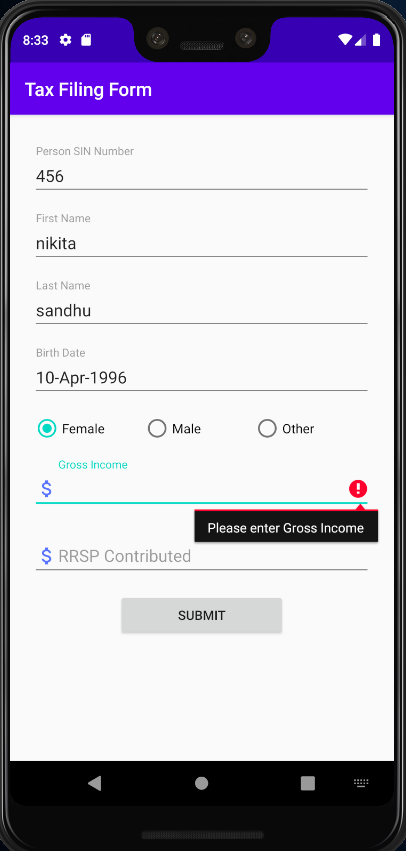 8:33
Tax Filing Form
Person SIN Number
456
First Name
nikita
Last Name
sandhu
Birth Date
10-Apr-1996
Female Male Other
Gross Income
$
Please enter Gross Income
$ RRSP Contributed
SUBMIT